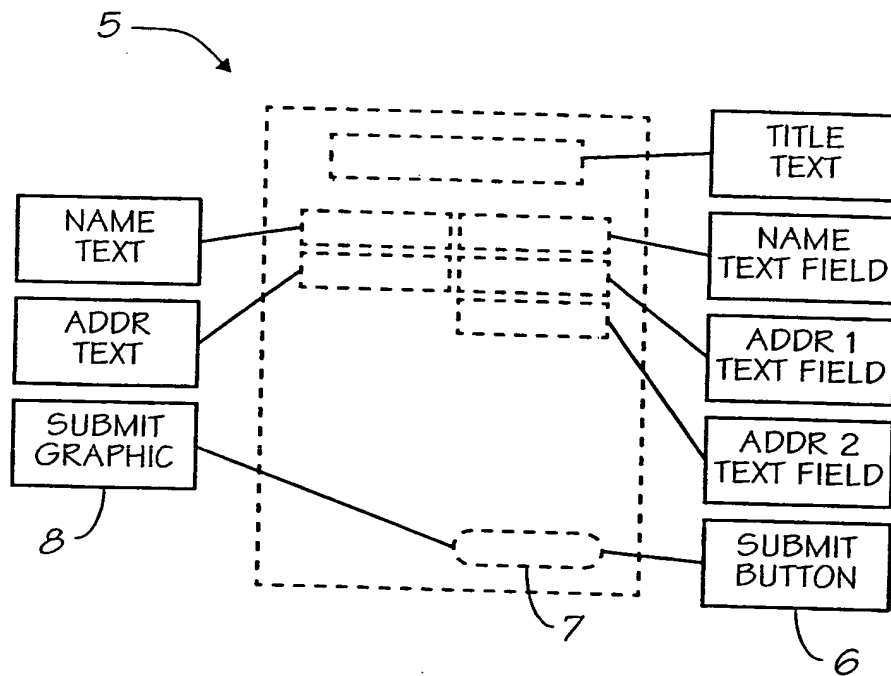 5
TITLE
TEXT
NAME
TEXT
NAME
TEXT FIELD
ADDR
TEXT
ADDR 1
TEXT FIELD
SUBMIT
GRAPHIC
ADDR 2
TEXT FIELD
8
SUBMIT
BUTTON
7
6